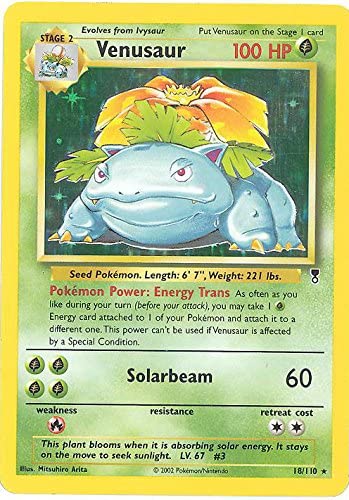 Evolves from Ivysaur
Put Venusaur on the Stage 1 card
STAGE 2
Venusaur
100 HP
Seed Pokémon. Length: 6' 7", Weight: 221 lbs.
Pokémon Power: Energy Trans As often as you
like during your turn (before your attack), you may take 1
Energy card attached to 1 of your Pokémon and attach it to
a different one. This power can't be used if Venusaur is affected
by a Special Condition.
Solarbeam 60
weakness resistance retreat cost
This plant blooms when it is absorbing solar energy. It stays
on the move to seek sunlight. LV. 67 #3
Illus. Mitsuhiro Arita
© 2002 Pokémon/Nintendo
18/110 ★